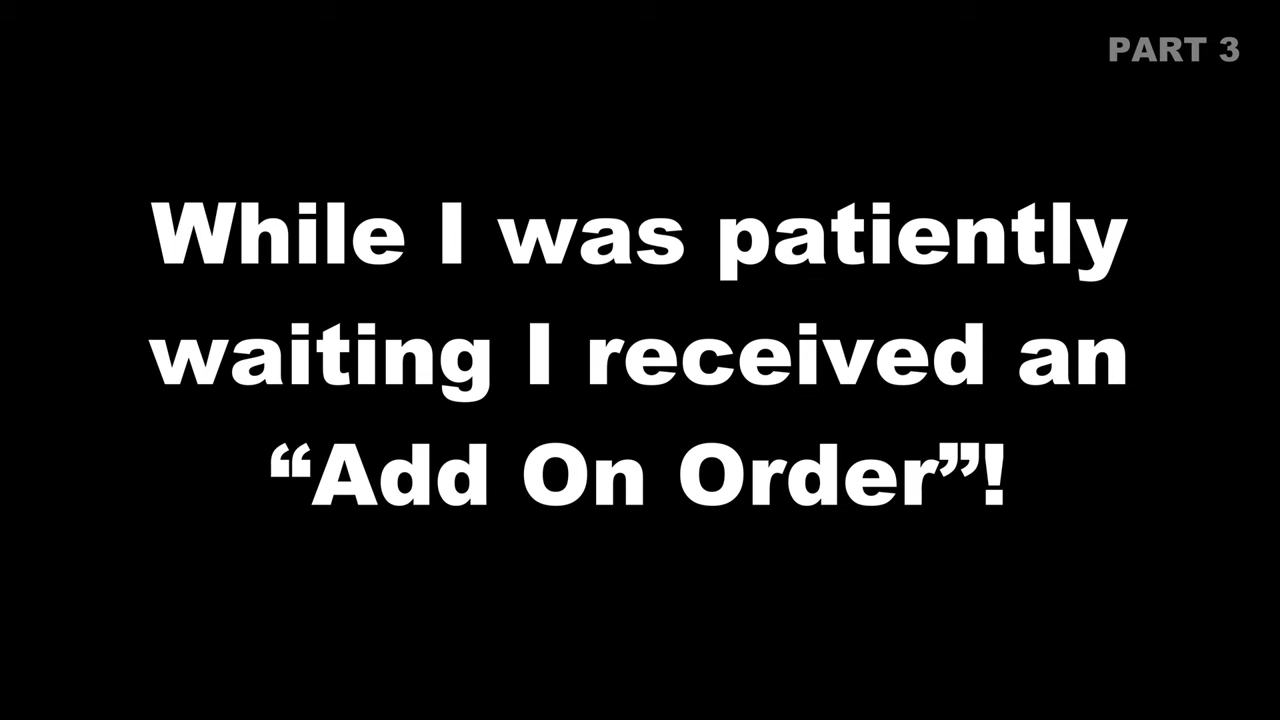 PART 3
While I was patiently
waiting I received an
“Add On Order”!